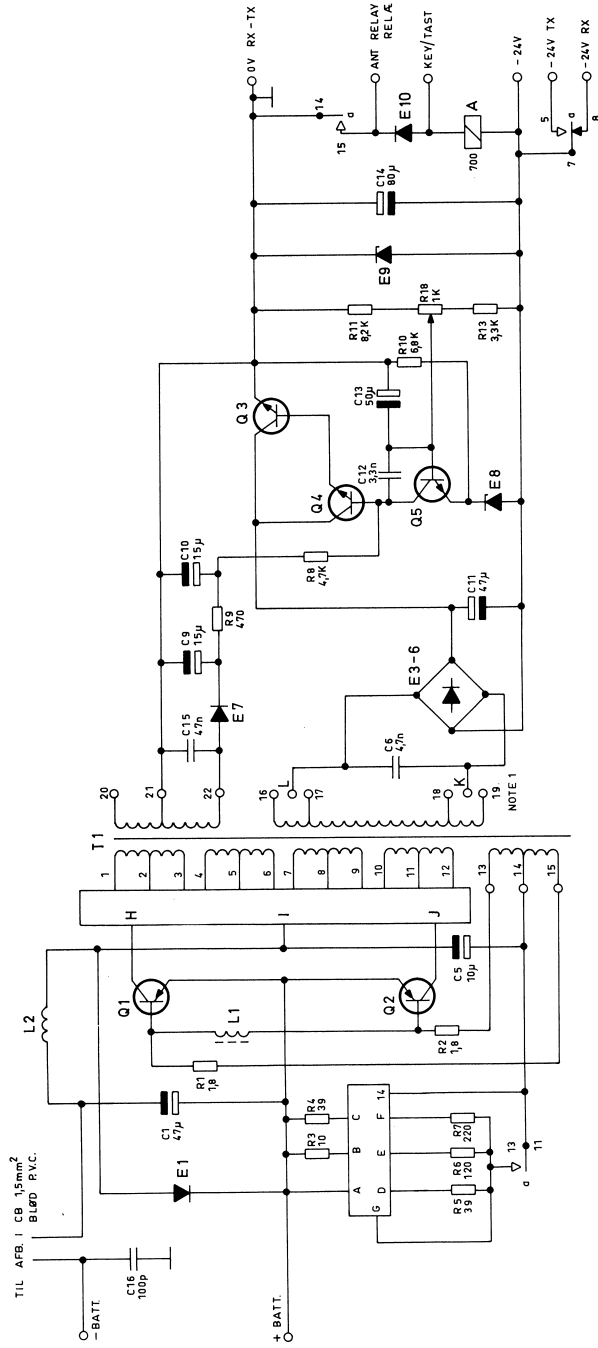 TIL AFB. I CB 1,5mm²
BLØD P.V.C.
-BATT.
C16
100p
+ BATT.
E1
C1
47µ
L2
R1
1,8
L1
Q1
Q2
R2
1,8
R3
10
R4
39
A
B
C
G
D
E
F
14
R5
39
R6
120
R7
220
a
13
11
C5
10µ
H
I
J
T1
1
2
3
4
5
6
7
8
9
10
11
12
13
14
15
20
21
22
16
L
17
18
K
19
NOTE 1
C15
47n
E7
C9
15µ
R9
470
C10
15µ
C6
4,7n
E3-6
C11
47µ
R8
4,7K
Q4
Q3
C12
3,3n
Q5
E8
C13
50µ
R10
6,8K
R11
8,2K
R18
1K
R13
3,3K
E9
C14
80µ
0V RX-TX
14
a
15
ANT RELAY
RELÆ
E10
KEY/TAST
A
700
-24V
-24V TX
5
a
7
8
-24V RX